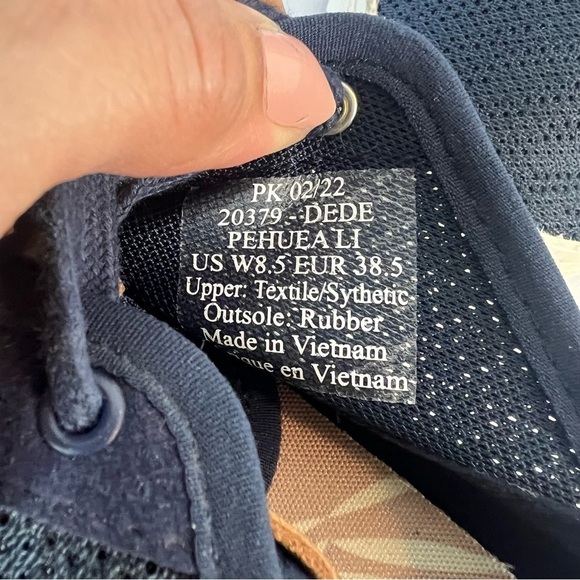 PK 02/22
20379 - DEDE
PEHUEA LI
US W8.5 EUR 38.5
Upper: Textile/Sythetic
Outsole: Rubber
Made in Vietnam
en Vietnam